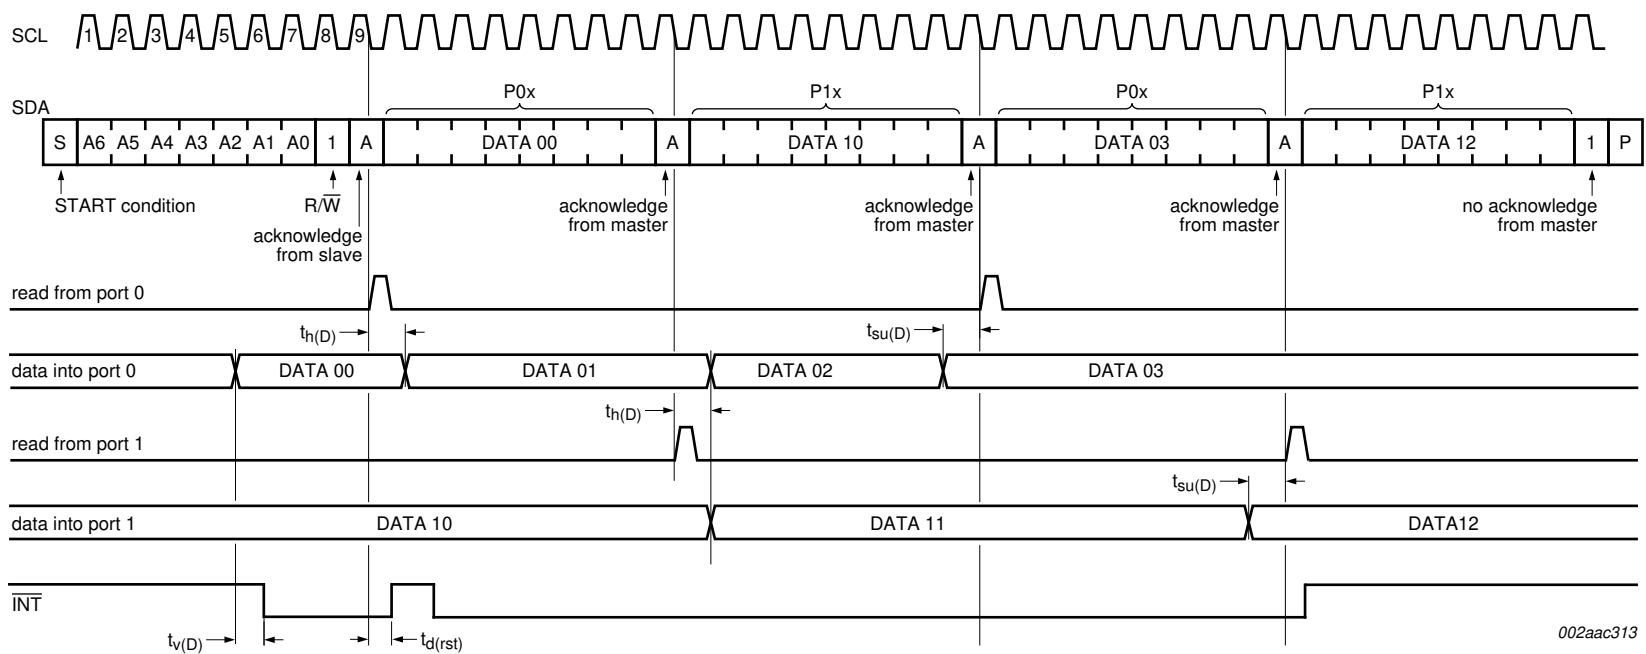 SCL 1 2 3 4 5 6 7 8 9
P0x P1x P0x P1x
SDA
S A6 A5 A4 A3 A2 A1 A0 1 A DATA 00 A DATA 10 A DATA 03 A DATA 12 1 P
START condition
R/W̅
acknowledge
from slave
acknowledge
from master
acknowledge
from master
acknowledge
from master
no acknowledge
from master
read from port 0
th(D) tsu(D)
data into port 0 DATA 00 DATA 01 DATA 02 DATA 03
th(D)
read from port 1
tsu(D)
data into port 1 DATA 10 DATA 11 DATA12
I̅N̅T̅
tv(D) td(rst)
002aac313